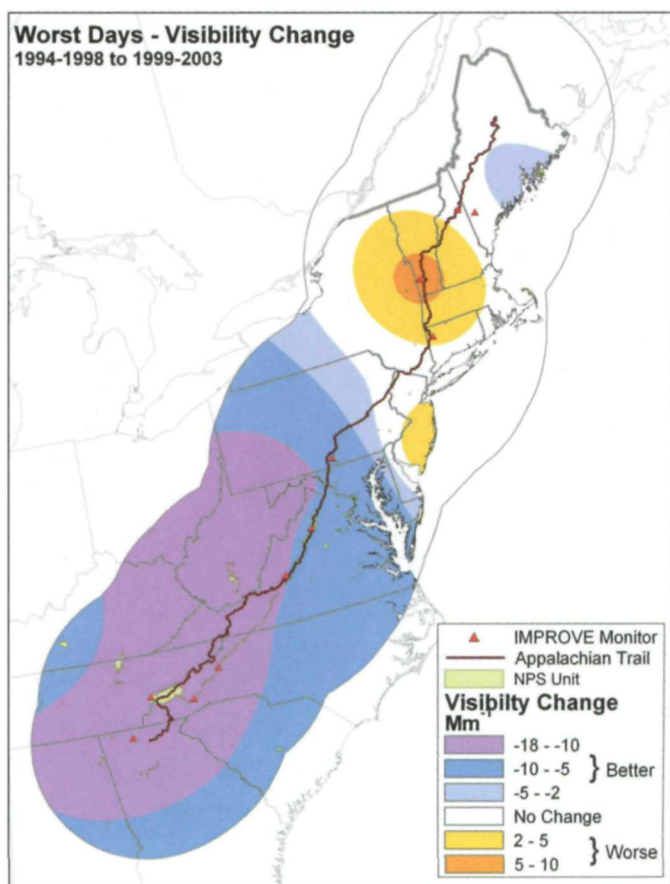 Worst Days - Visibility Change
1994-1998 to 1999-2003
IMPROVE Monitor
Appalachian Trail
NPS Unit
Visibilty Change
Mm⁻¹
-18 - -10
-10 - -5 } Better
-5 - -2
No Change
2 - 5 } Worse
5 - 10